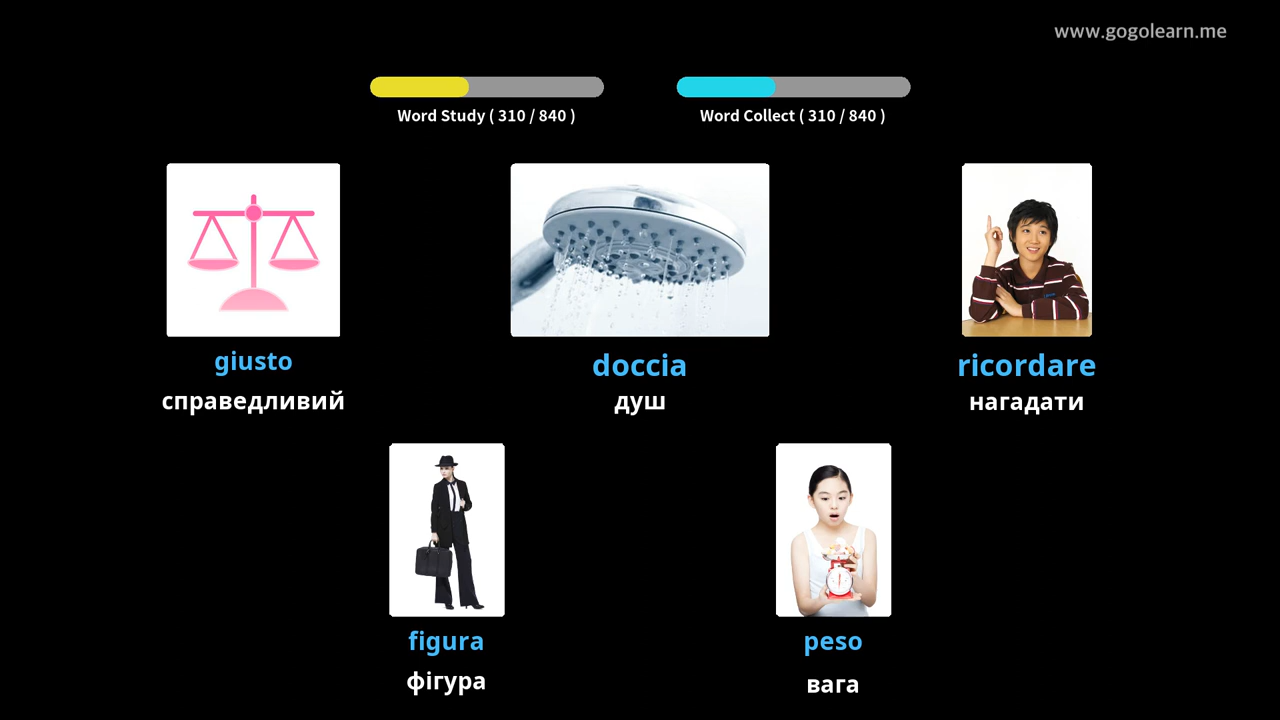 www.gogolearn.me
Word Study ( 310 / 840 )
Word Collect ( 310 / 840 )
giusto
справедливий
doccia
душ
ricordare
нагадати
figura
фігура
peso
вага